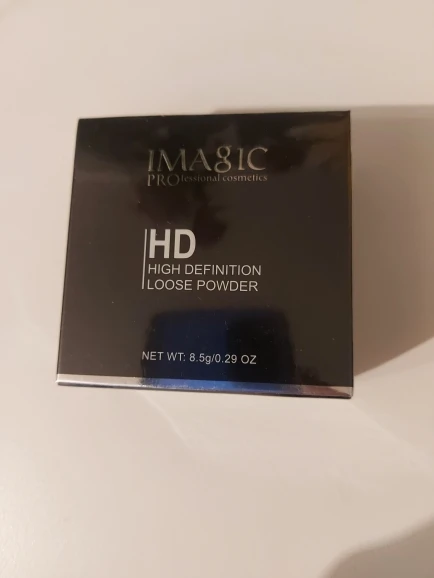 IMAGIC
PROfessional cosmetics
HD
HIGH DEFINITION
LOOSE POWDER
NET WT: 8.5g/0.29 OZ